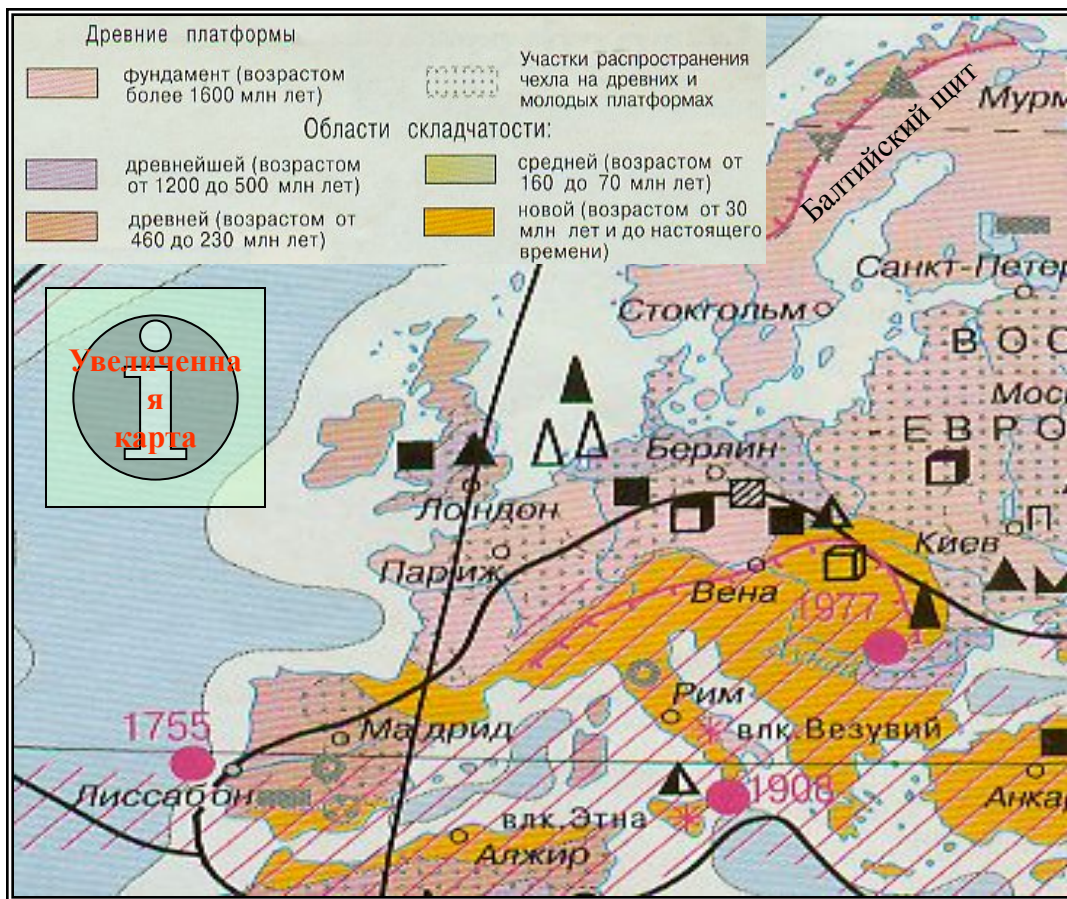 Древние платформы
фундамент (возрастом
более 1600 млн лет)
Участки распространения
чехла на древних и
молодых платформах
Области складчатости:
древнейшей (возрастом
от 1200 до 500 млн лет)
средней (возрастом от
160 до 70 млн лет)
древней (возрастом от
460 до 230 млн лет)
новой (возрастом от 30
млн лет и до настоящего
времени)
Балтийский щит
Мурм
Санкт-Петер
Стокгольм
В О С
Моск
Увеличенна
я
карта
Е В Р О
Берлин
Лондон
П
Киев
Париж
Вена
1977
Дунай
Рим
1755
Мадрид
влк. Везувий
Лиссабон
1908
Анкар
влк. Этна
Алжир